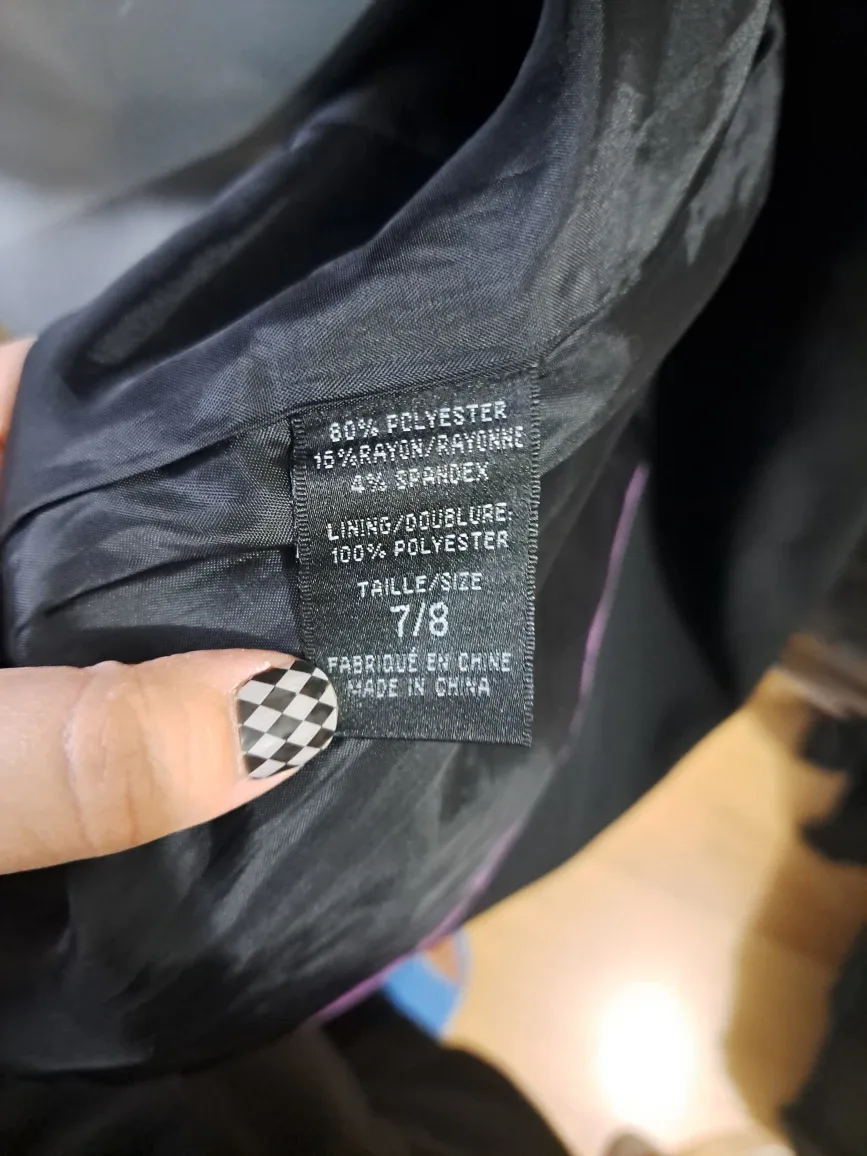 80% POLYESTER
16%RAYON/RAYONNE
4% SPANDEX
LINING/DOUBLURE:
100% POLYESTER
TAILLE/SIZE
7/8
FABRIQUÉ EN CHINE
MADE IN CHINA